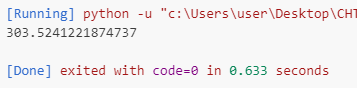 [Running] python -u "c:\Users\user\Desktop\CHT
303.5241221874737
[Done] exited with code=0 in 0.633 seconds